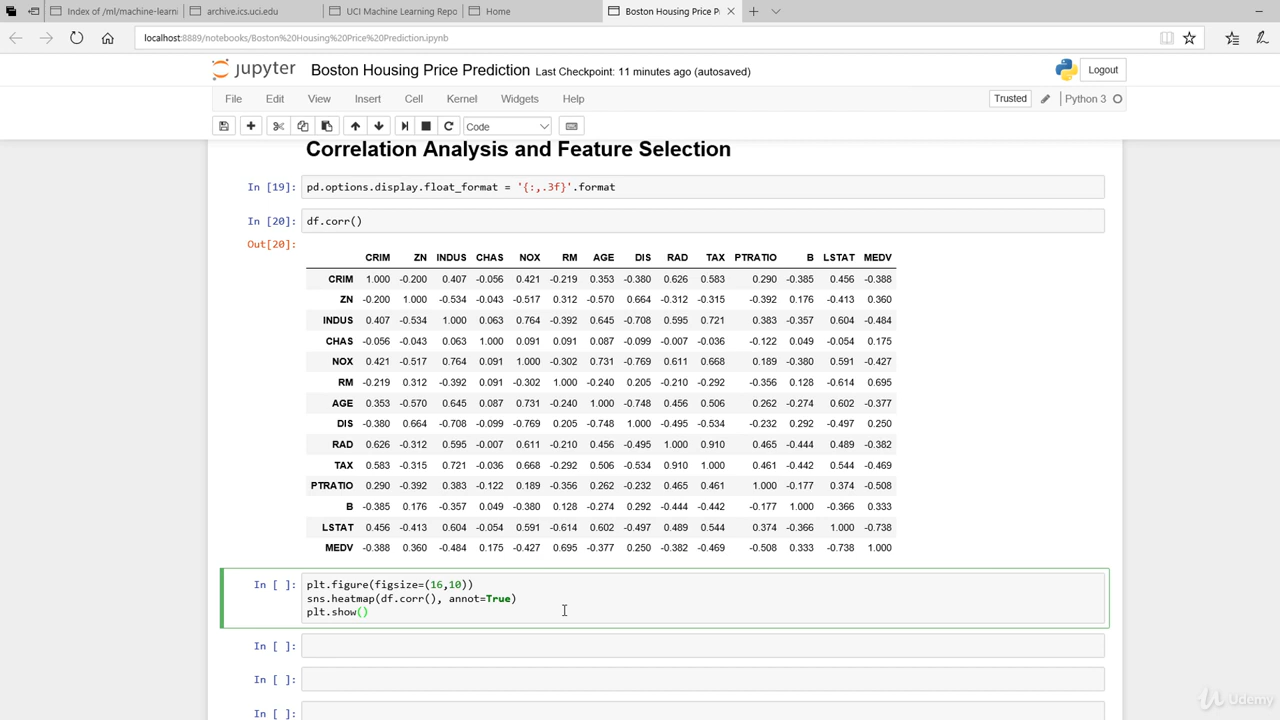 Index of /ml/machine-learni
archive.ics.uci.edu
UCI Machine Learning Repo
Home
Boston Housing Price P
localhost:8889/notebooks/Boston%20Housing%20Price%20Prediction.ipynb
jupyter Boston Housing Price Prediction Last Checkpoint: 11 minutes ago (autosaved)
Logout
File Edit View Insert Cell Kernel Widgets Help
Trusted
Python 3
Code
Correlation Analysis and Feature Selection
In [19]: pd.options.display.float_format = '{:,.3f}'.format
In [20]: df.corr()
Out[20]:
CRIM ZN INDUS CHAS NOX RM AGE DIS RAD TAX PTRATIO B LSTAT MEDV
CRIM 1.000 -0.200 0.407 -0.056 0.421 -0.219 0.353 -0.380 0.626 0.583 0.290 -0.385 0.456 -0.388
ZN -0.200 1.000 -0.534 -0.043 -0.517 0.312 -0.570 0.664 -0.312 -0.315 -0.392 0.176 -0.413 0.360
INDUS 0.407 -0.534 1.000 0.063 0.764 -0.392 0.645 -0.708 0.595 0.721 0.383 -0.357 0.604 -0.484
CHAS -0.056 -0.043 0.063 1.000 0.091 0.091 0.087 -0.099 -0.007 -0.036 -0.122 0.049 -0.054 0.175
NOX 0.421 -0.517 0.764 0.091 1.000 -0.302 0.731 -0.769 0.611 0.668 0.189 -0.380 0.591 -0.427
RM -0.219 0.312 -0.392 0.091 -0.302 1.000 -0.240 0.205 -0.210 -0.292 -0.356 0.128 -0.614 0.695
AGE 0.353 -0.570 0.645 0.087 0.731 -0.240 1.000 -0.748 0.456 0.506 0.262 -0.274 0.602 -0.377
DIS -0.380 0.664 -0.708 -0.099 -0.769 0.205 -0.748 1.000 -0.495 -0.534 -0.232 0.292 -0.497 0.250
RAD 0.626 -0.312 0.595 -0.007 0.611 -0.210 0.456 -0.495 1.000 0.910 0.465 -0.444 0.489 -0.382
TAX 0.583 -0.315 0.721 -0.036 0.668 -0.292 0.506 -0.534 0.910 1.000 0.461 -0.442 0.544 -0.469
PTRATIO 0.290 -0.392 0.383 -0.122 0.189 -0.356 0.262 -0.232 0.465 0.461 1.000 -0.177 0.374 -0.508
B -0.385 0.176 -0.357 0.049 -0.380 0.128 -0.274 0.292 -0.444 -0.442 -0.177 1.000 -0.366 0.333
LSTAT 0.456 -0.413 0.604 -0.054 0.591 -0.614 0.602 -0.497 0.489 0.544 0.374 -0.366 1.000 -0.738
MEDV -0.388 0.360 -0.484 0.175 -0.427 0.695 -0.377 0.250 -0.382 -0.469 -0.508 0.333 -0.738 1.000
In [ ]: plt.figure(figsize=(16,10))
sns.heatmap(df.corr(), annot=True)
plt.show()
In [ ]:
In [ ]:
In [ ]:
Udemy